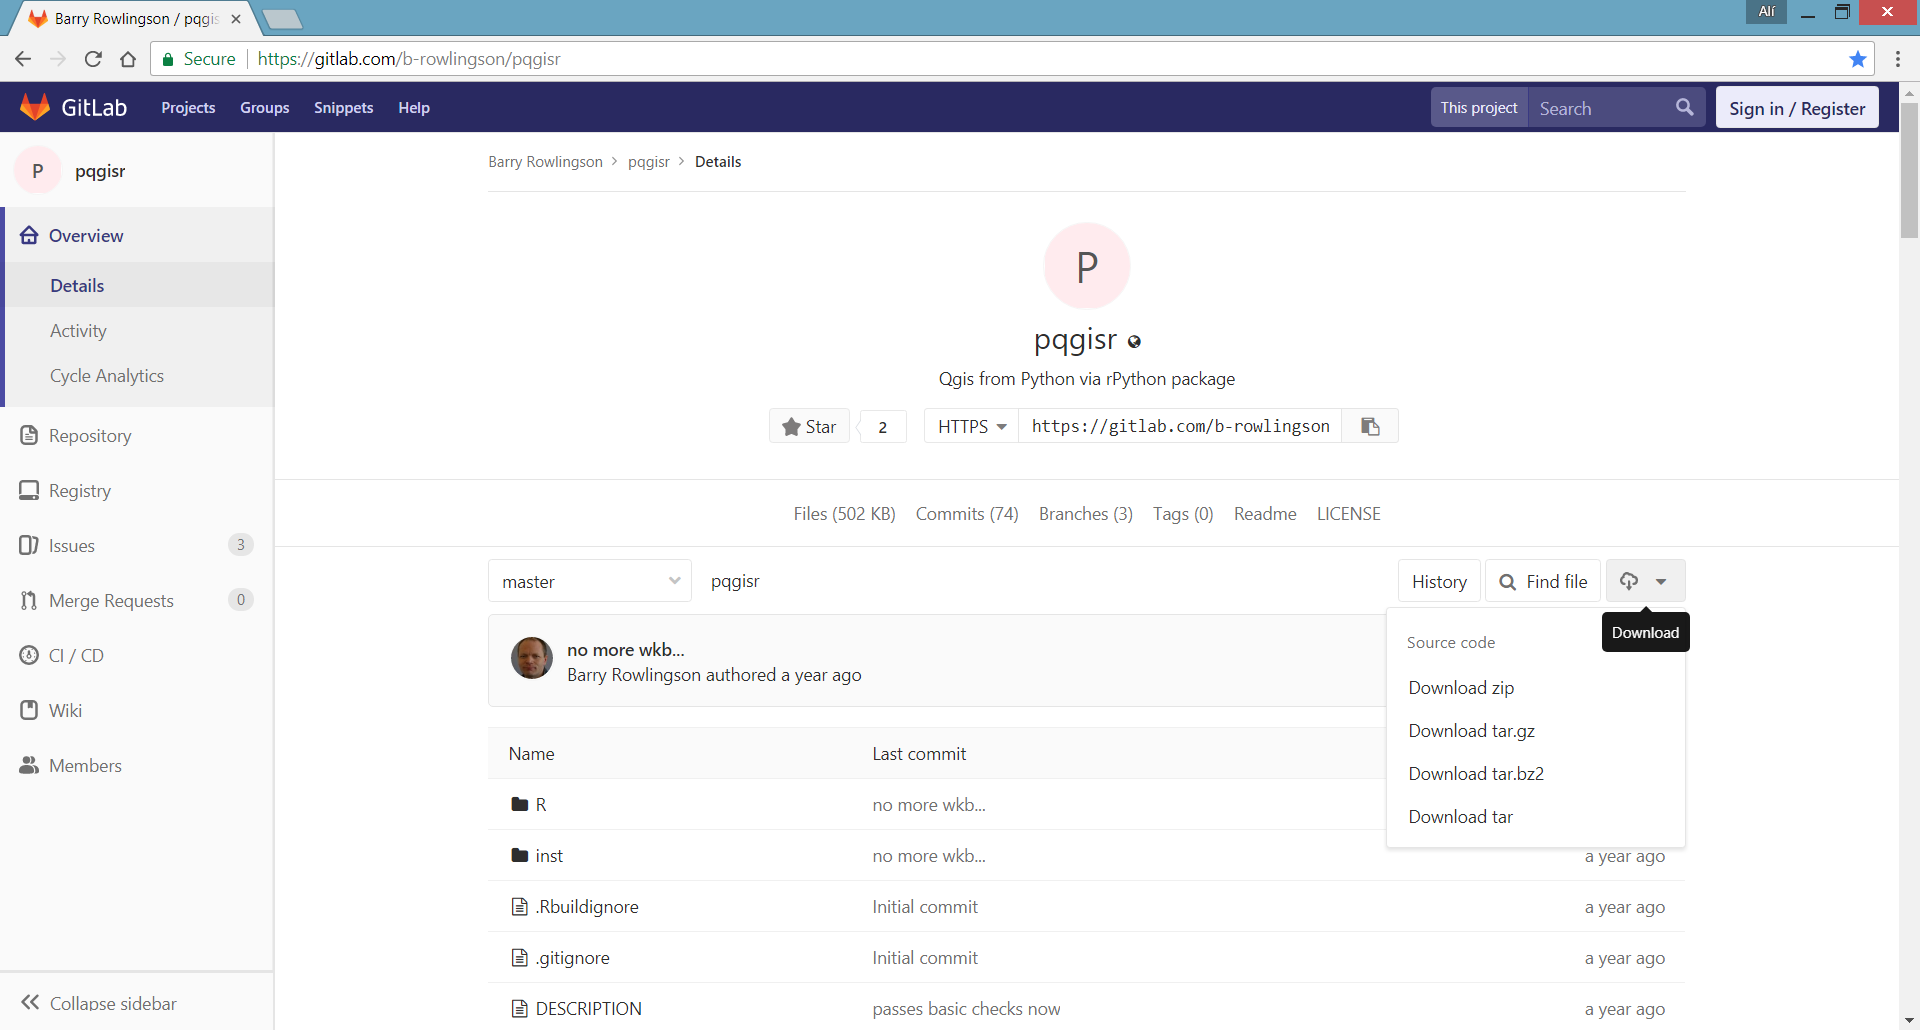 Barry Rowlingson / pqgis
Alí
Secure https://gitlab.com/b-rowlingson/pqgisr
GitLab Projects Groups Snippets Help This project Search Sign in / Register
P pqgisr
Overview
Details
Activity
Cycle Analytics
Repository
Registry
Issues 3
Merge Requests 0
CI / CD
Wiki
Members
Collapse sidebar
Barry Rowlingson > pqgisr > Details
P
pqgisr
Qgis from Python via rPython package
Star 2 HTTPS https://gitlab.com/b-rowlingson
Files (502 KB) Commits (74) Branches (3) Tags (0) Readme LICENSE
master pqgisr History Find file
Download
no more wkb...
Barry Rowlingson authored a year ago
Source code
Download zip
Download tar.gz
Download tar.bz2
Download tar
Name Last commit
R no more wkb...
inst no more wkb... a year ago
.Rbuildignore Initial commit a year ago
.gitignore Initial commit a year ago
DESCRIPTION passes basic checks now a year ago